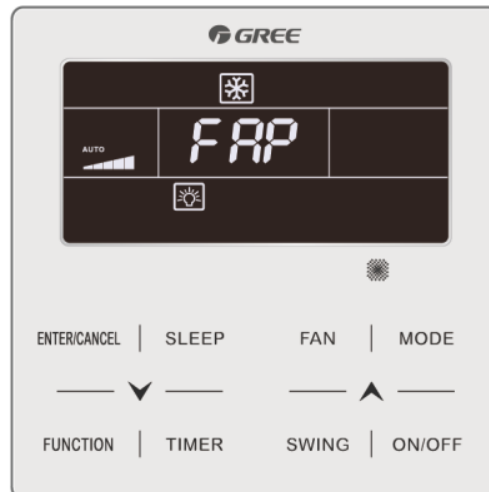 GREE
FAP
AUTO
ENTER/CANCEL SLEEP FAN MODE
FUNCTION TIMER SWING ON/OFF